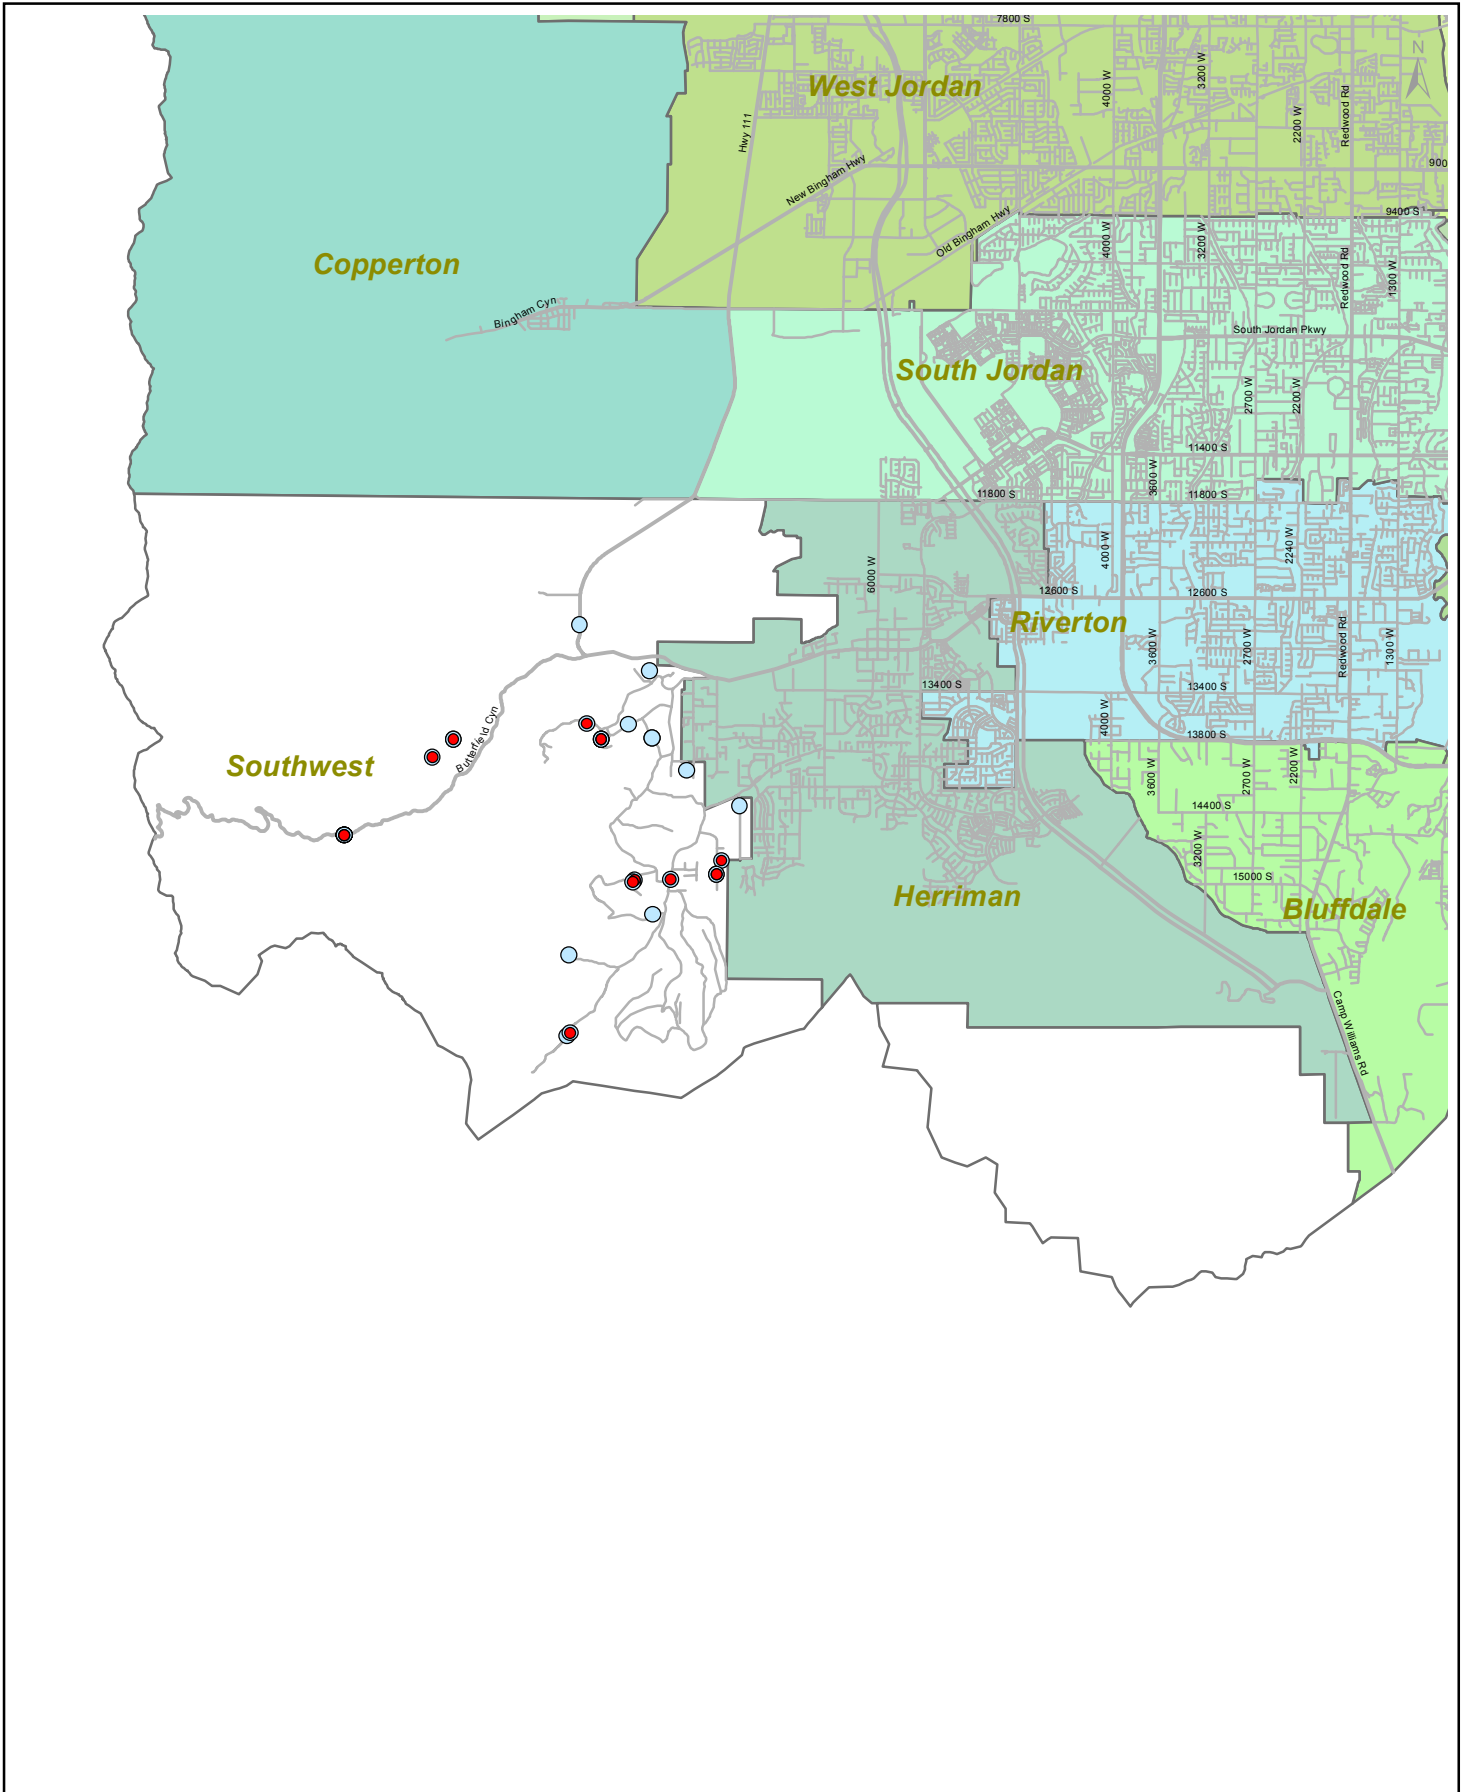 7800 S
N
West Jordan
4000 W
3200 W
2200 W
Redwood Rd
Hwy 111
New Bingham Hwy
900
9400 S
Old Bingham Hwy
4000 W
3200 W
Redwood Rd
1300 W
Copperton
Bingham Cyn
South Jordan Pkwy
South Jordan
2700 W
2200 W
11400 S
3600 W
11800 S
11800 S
4000 W
2240 W
6000 W
12600 S
12600 S
Riverton
3600 W
2700 W
Redwood Rd
1300 W
13400 S
13400 S
4000 W
13800 S
Butterfield Cyn
Southwest
3600 W
2700 W
2200 W
14400 S
3200 W
15000 S
Herriman
Bluffdale
Camp Williams Rd